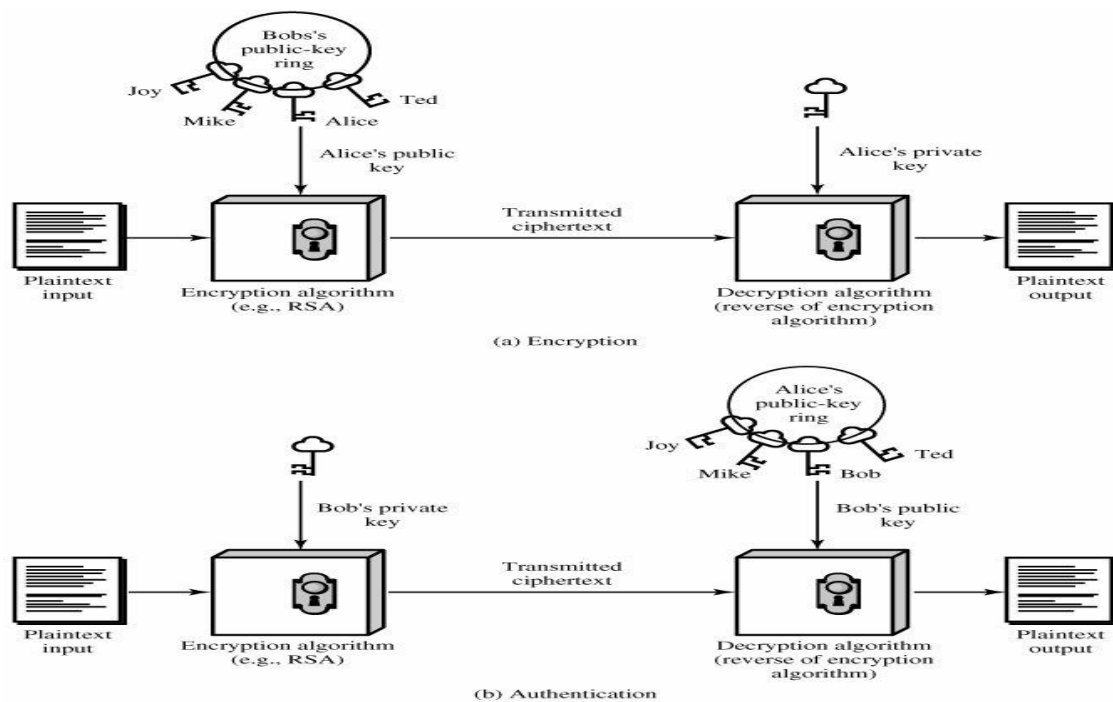 Bobs's
public-key
ring
Joy
Mike
Alice
Ted
Alice's public
key
Alice's private
key
Transmitted
ciphertext
Plaintext
input
Encryption algorithm
(e.g., RSA)
Decryption algorithm
(reverse of encryption
algorithm)
Plaintext
output
(a) Encryption
Alice's
public-key
ring
Joy
Mike
Bob
Ted
Bob's private
key
Bob's public
key
Transmitted
ciphertext
Plaintext
input
Encryption algorithm
(e.g., RSA)
Decryption algorithm
(reverse of encryption
algorithm)
Plaintext
output
(b) Authentication